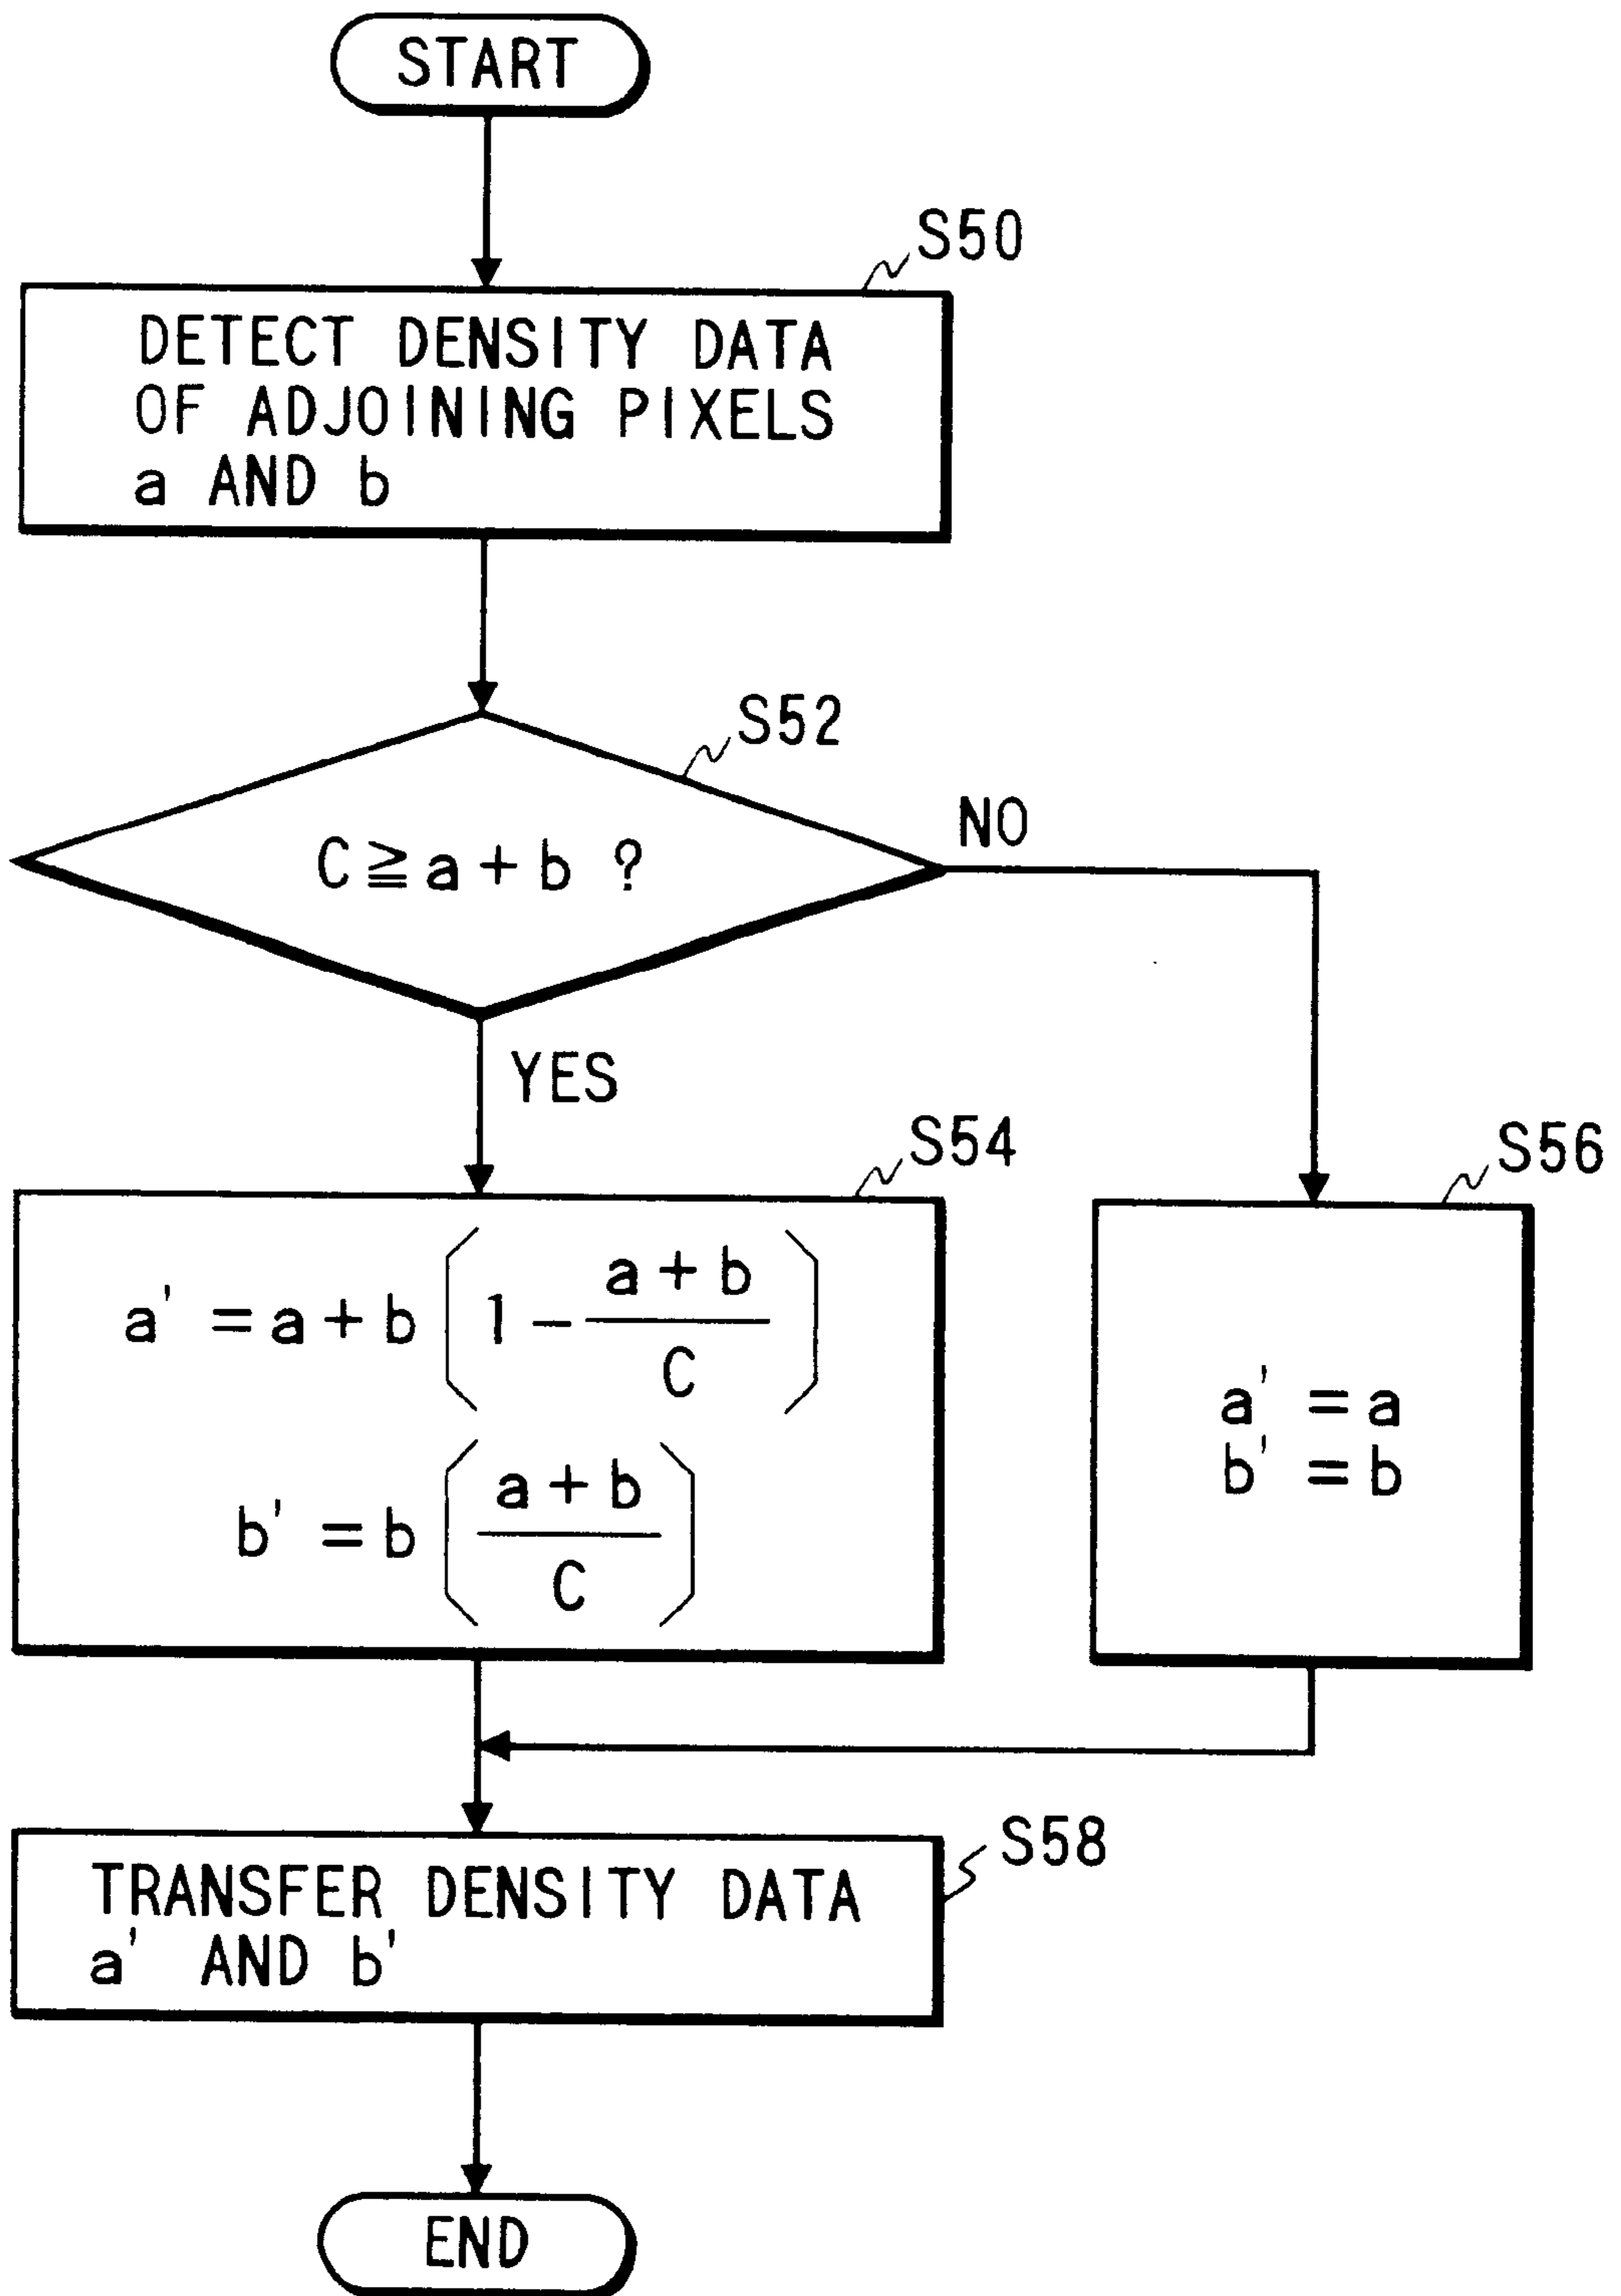 START
S50
DETECT DENSITY DATA
OF ADJOINING PIXELS
a AND b
S52
C ≧ a + b ?
NO
YES
S54
a' = a + b (1 - (a + b)/C)
b' = b ((a + b)/C)
S56
a' = a
b' = b
S58
TRANSFER DENSITY DATA
a' AND b'
END